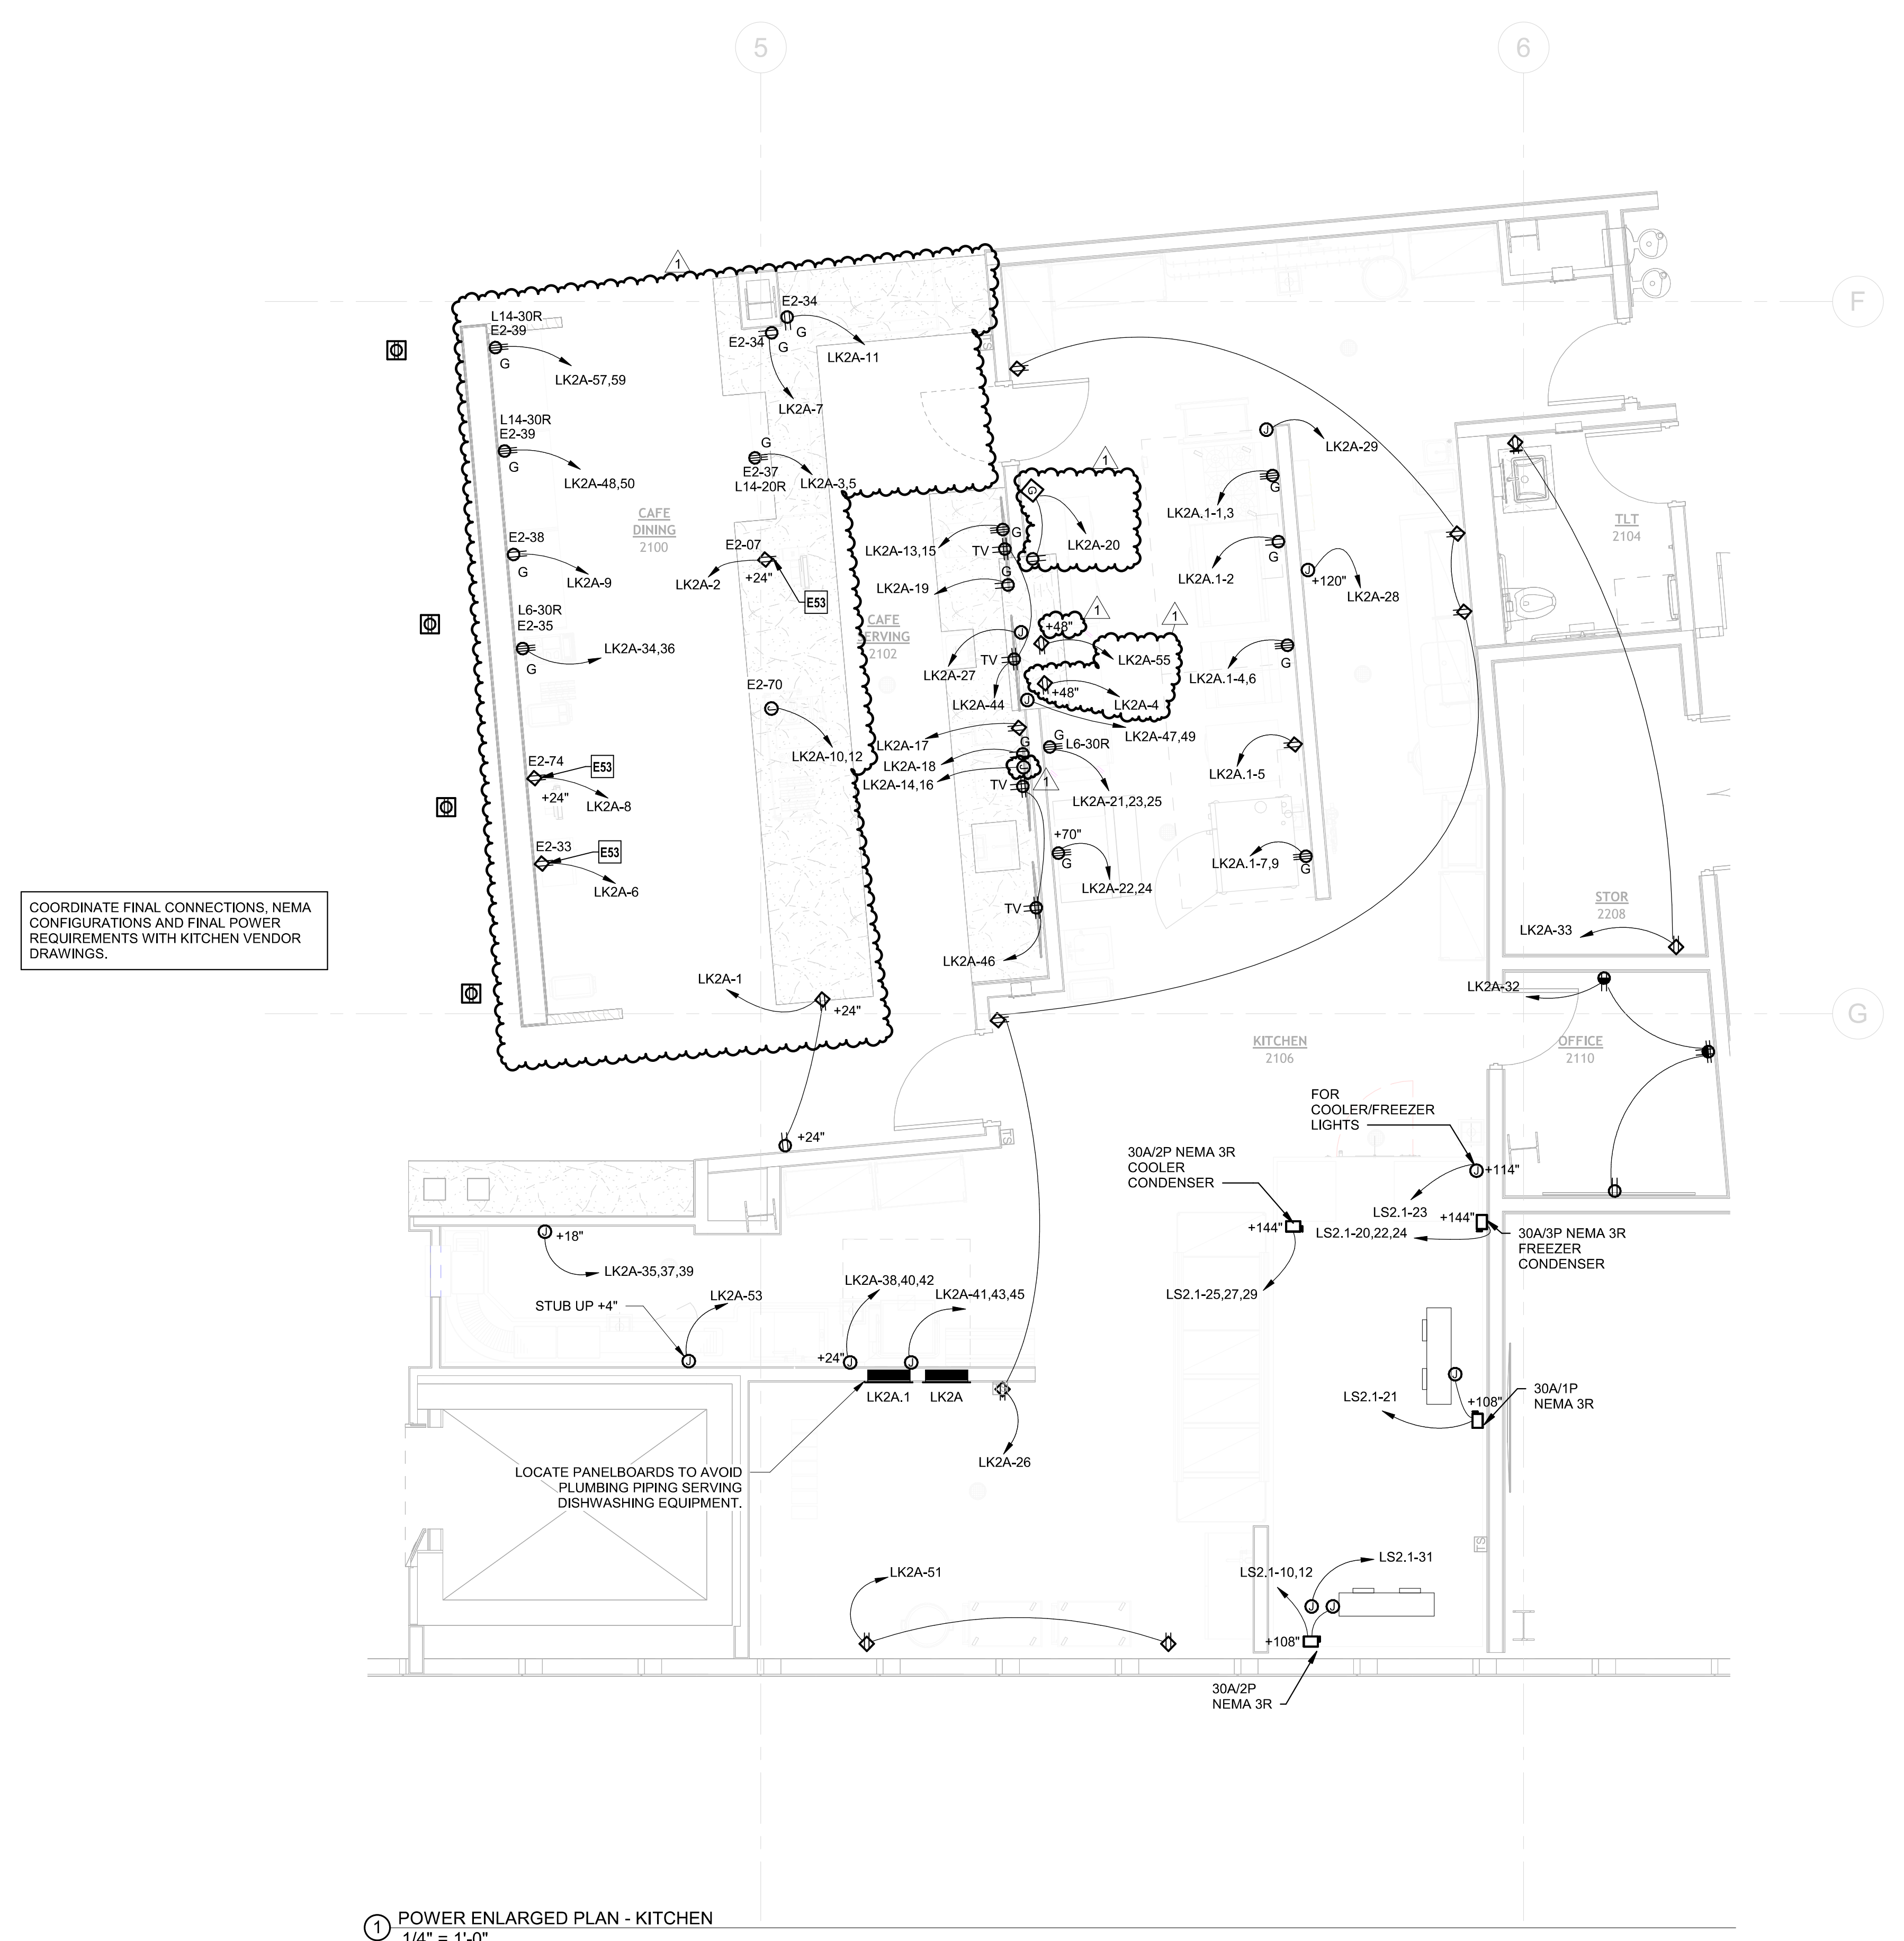 5
6
1
F
E2-34
L14-30R
E2-39
G
E2-34
G
G
LK2A-11
LK2A-57,59
LK2A-7
L14-30R
E2-39
G
G
LK2A-29
E2-37
LK2A-48,50
L14-20R
LK2A-3,5
1
G
G
LK2A.1-1,3
CAFE
DINING
2100
TLT
2104
E2-38
E2-07
LK2A-13,15
G
TV
LK2A-20
G
G
LK2A-9
LK2A-2
+24"
LK2A-19
G
LK2A.1-2
+120"
LK2A-28
E53
L6-30R
E2-35
CAFE
SERVING
2102
1
+48"
1
J
J
J
G
LK2A-34,36
TV
LK2A-55
G
LK2A-27
LK2A.1-4,6
E2-70
+48"
LK2A-44
LK2A-4
J
LK2A-47,49
LK2A-17
G
G
L6-30R
LK2A-10,12
LK2A-18
E2-74
E53
LK2A-14,16
TV
1
LK2A.1-5
+24"
LK2A-8
LK2A-21,23,25
E2-33
E53
+70"
G
LK2A.1-7,9
G
LK2A-6
LK2A-22,24
COORDINATE FINAL CONNECTIONS, NEMA
CONFIGURATIONS AND FINAL POWER
REQUIREMENTS WITH KITCHEN VENDOR
DRAWINGS.
STOR
2208
TV
LK2A-33
LK2A-46
LK2A-1
LK2A-32
+24"
G
KITCHEN
2106
OFFICE
2110
FOR
COOLER/FREEZER
LIGHTS
+24"
TS
30A/2P NEMA 3R
COOLER
CONDENSER
J
+114"
LS2.1-23
J
+18"
+144"
+144"
LS2.1-20,22,24
30A/3P NEMA 3R
FREEZER
CONDENSER
LK2A-35,37,39
LK2A-38,40,42
LK2A-41,43,45
LS2.1-25,27,29
STUB UP +4"
LK2A-53
J
+24"
J
J
J
LK2A.1
LK2A
LS2.1-21
+108"
30A/1P
NEMA 3R
LK2A-26
LOCATE PANELBOARDS TO AVOID
PLUMBING PIPING SERVING
DISHWASHING EQUIPMENT.
TS
LK2A-51
LS2.1-10,12
LS2.1-31
J
J
+108"
30A/2P
NEMA 3R
1
POWER ENLARGED PLAN - KITCHEN
1/4" = 1'-0"